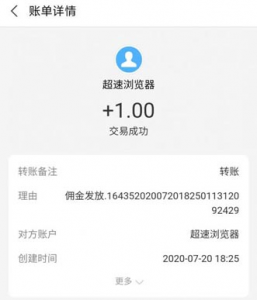 账单详情
超速浏览器
+1.00
交易成功
转账备注 转账
理由 佣金发放.164352020072018250113120
92429
对方账户 超速浏览器
创建时间 2020-07-20 18:25
更多